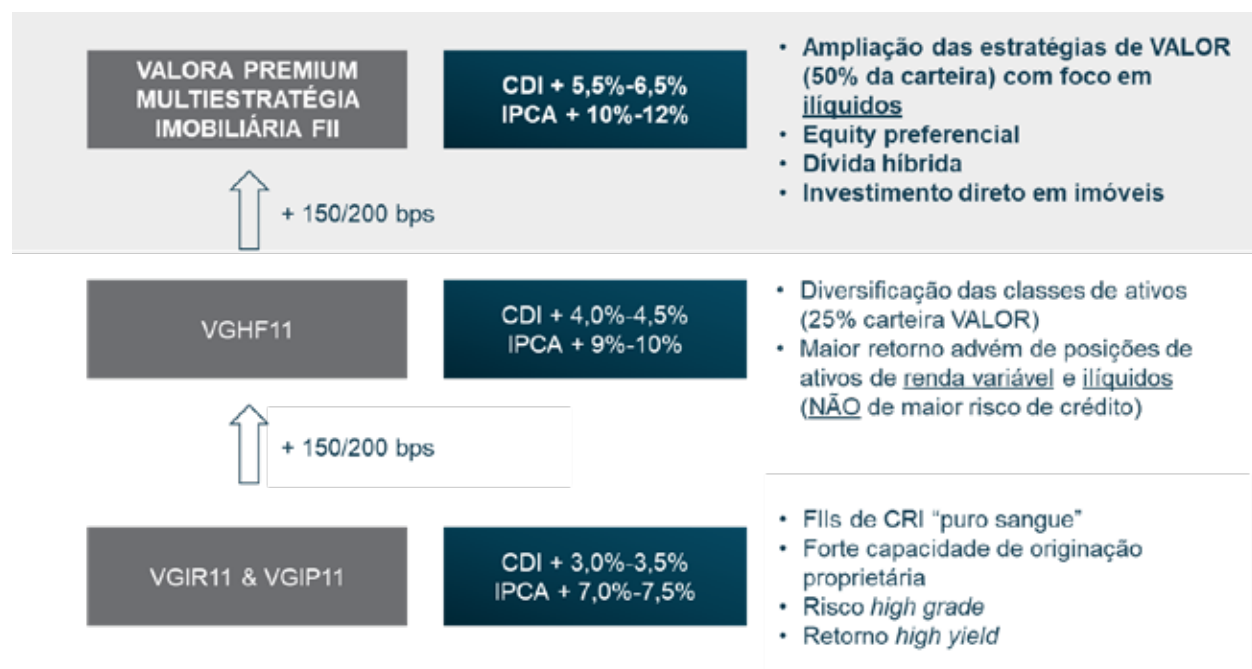 VALORA PREMIUM
MULTIESTRATÉGIA
IMOBILIÁRIA FII
CDI + 5,5%-6,5%
IPCA + 10%-12%
• Ampliação das estratégias de VALOR
(50% da carteira) com foco em
ilíquidos
• Equity preferencial
• Dívida híbrida
• Investimento direto em imóveis
+ 150/200 bps
VGHF11
CDI + 4,0%-4,5%
IPCA + 9%-10%
• Diversificação das classes de ativos
(25% carteira VALOR)
• Maior retorno advém de posições de
ativos de renda variável e ilíquidos
(NÃO de maior risco de crédito)
+ 150/200 bps
VGIR11 & VGIP11
CDI + 3,0%-3,5%
IPCA + 7,0%-7,5%
• FIIs de CRI “puro sangue”
• Forte capacidade de originação
proprietária
• Risco high grade
• Retorno high yield